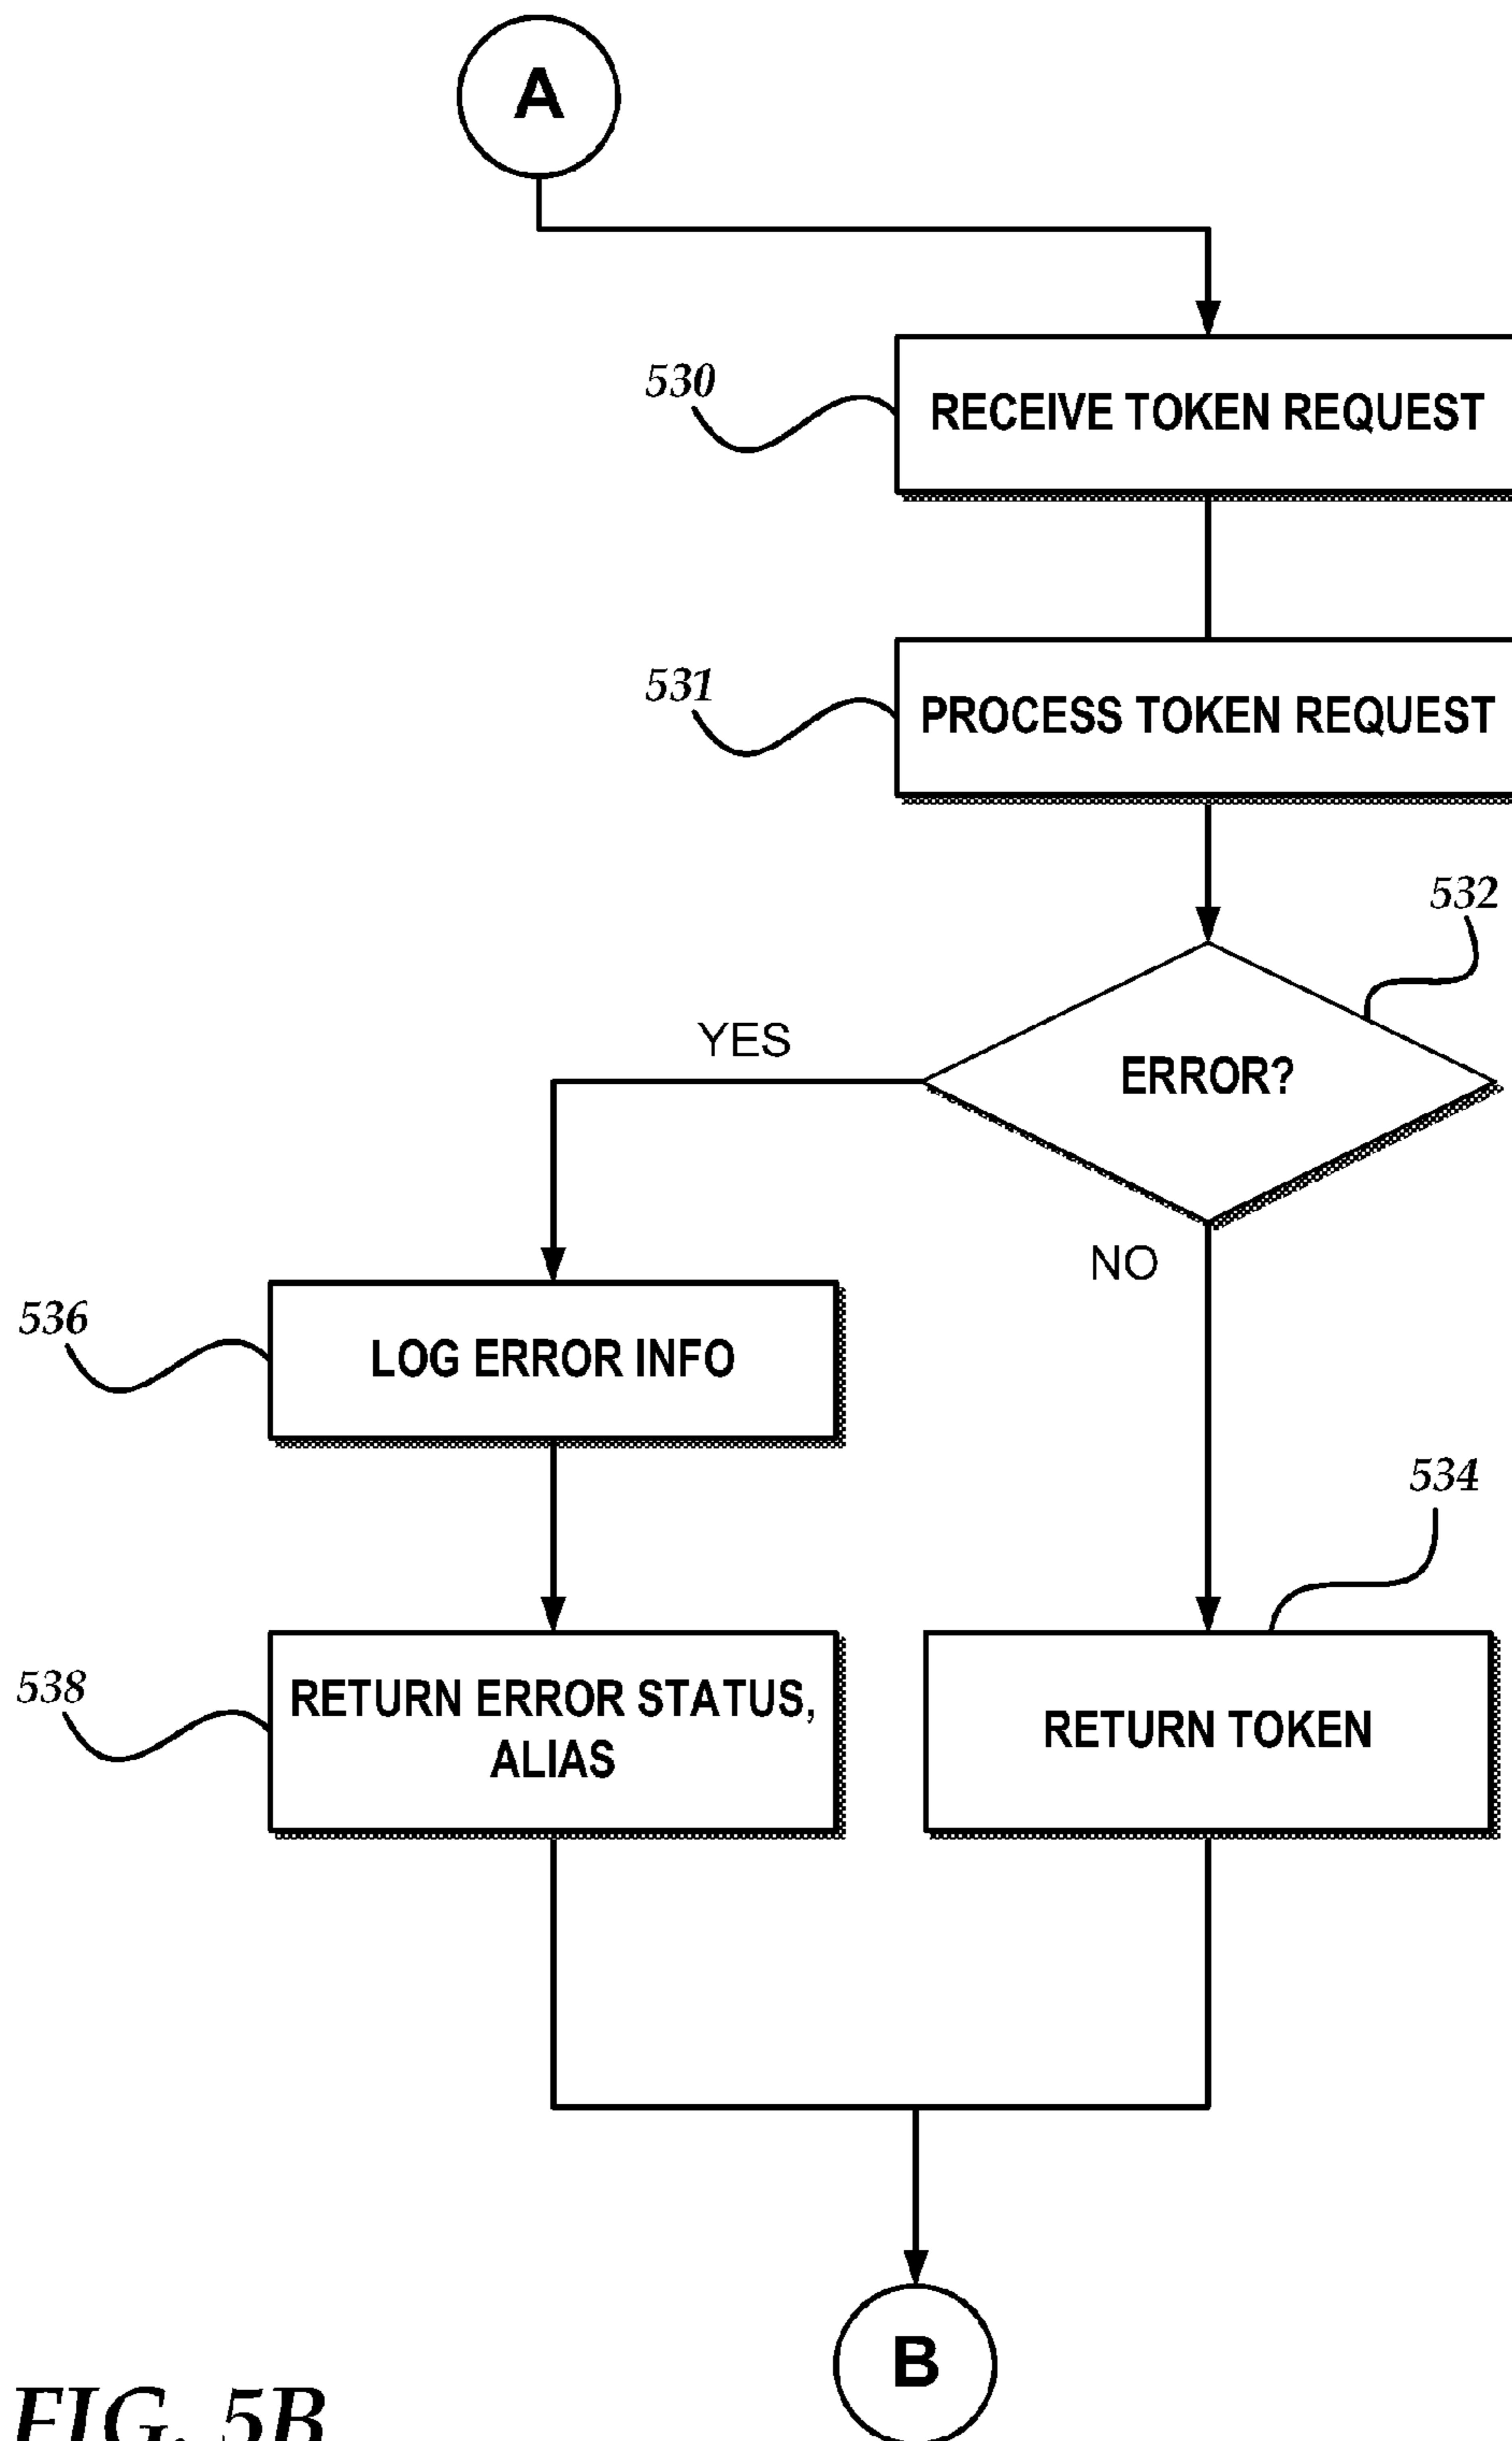 A
530
RECEIVE TOKEN REQUEST
531
PROCESS TOKEN REQUEST
532
YES
ERROR?
NO
536
LOG ERROR INFO
534
538
RETURN ERROR STATUS,
ALIAS
RETURN TOKEN
B
FIG. 5B